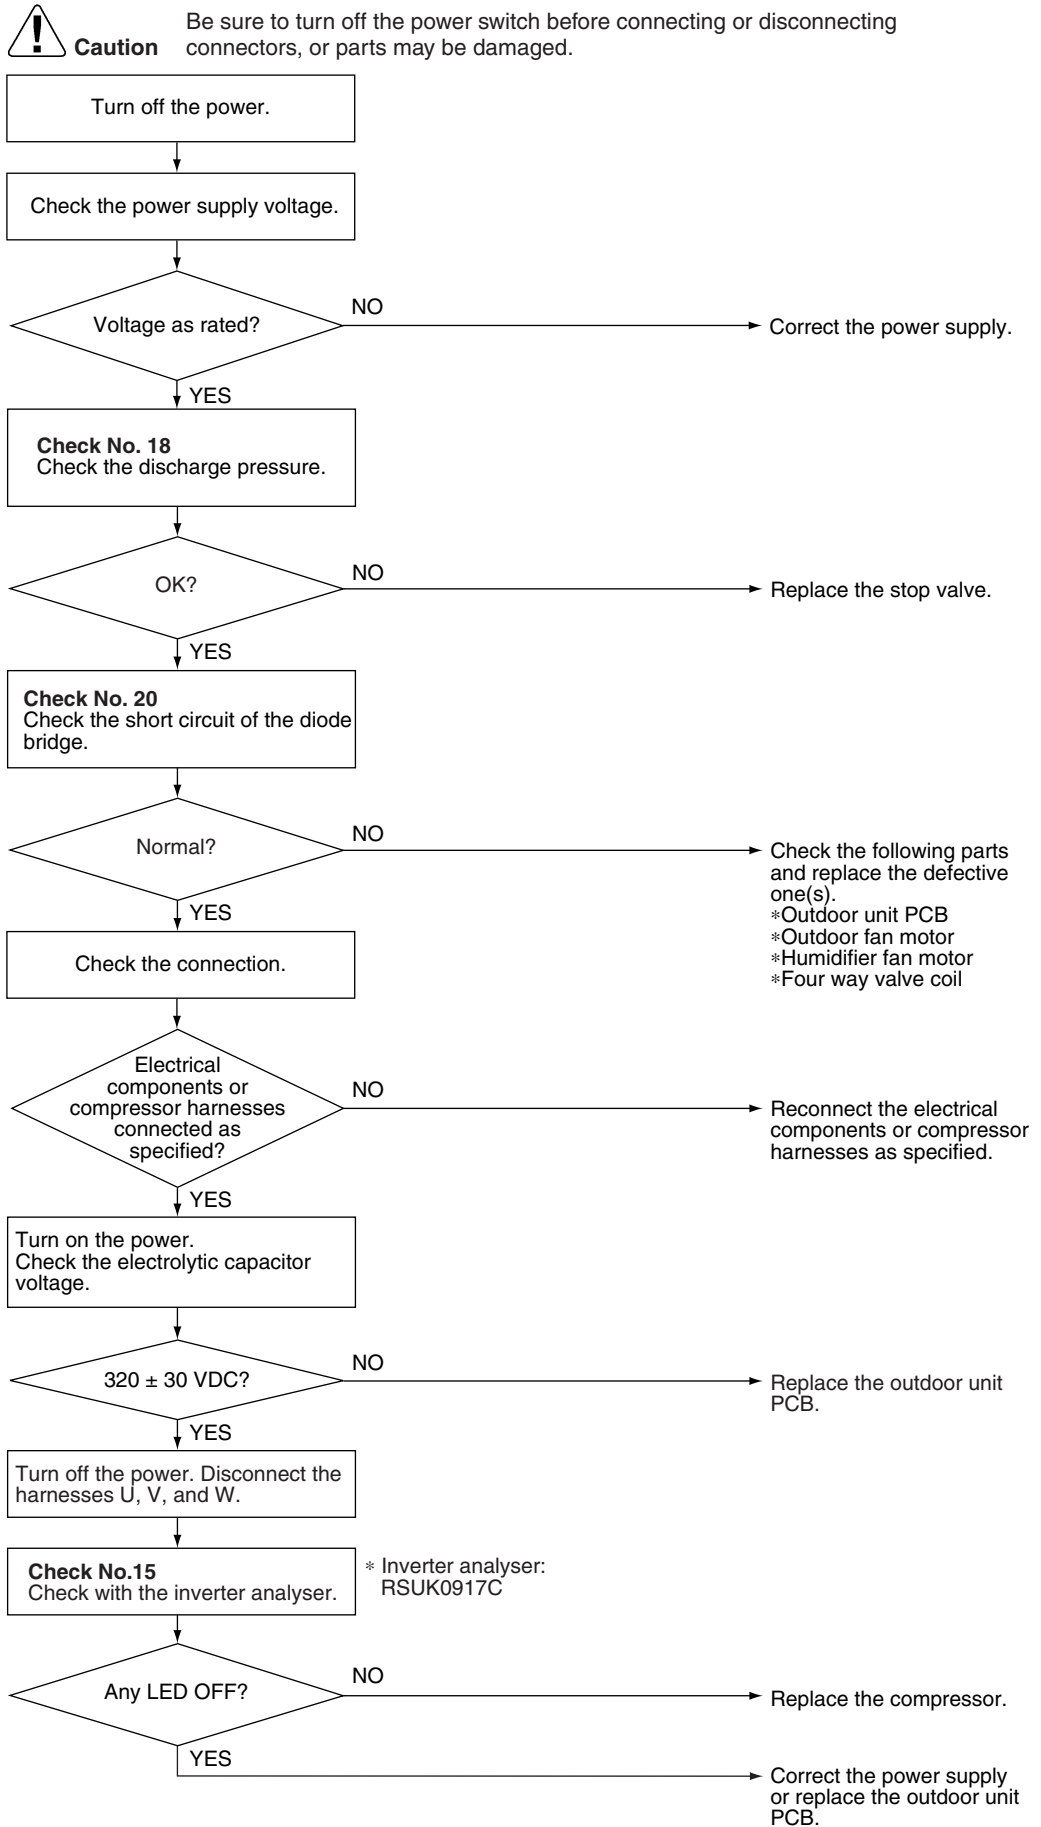 Be sure to turn off the power switch before connecting or disconnecting
Caution connectors, or parts may be damaged.
Turn off the power.
Check the power supply voltage.
Voltage as rated?
NO
Correct the power supply.
YES
Check No. 18
Check the discharge pressure.
OK?
NO
Replace the stop valve.
YES
Check No. 20
Check the short circuit of the diode
bridge.
Normal?
NO
Check the following parts
and replace the defective
one(s).
*Outdoor unit PCB
*Outdoor fan motor
*Humidifier fan motor
*Four way valve coil
YES
Check the connection.
Electrical
components or
compressor harnesses
connected as
specified?
NO
Reconnect the electrical
components or compressor
harnesses as specified.
YES
Turn on the power.
Check the electrolytic capacitor
voltage.
320 ± 30 VDC?
NO
Replace the outdoor unit
PCB.
YES
Turn off the power. Disconnect the
harnesses U, V, and W.
Check No.15
Check with the inverter analyser.
* Inverter analyser:
RSUK0917C
Any LED OFF?
NO
Replace the compressor.
YES
Correct the power supply
or replace the outdoor unit
PCB.